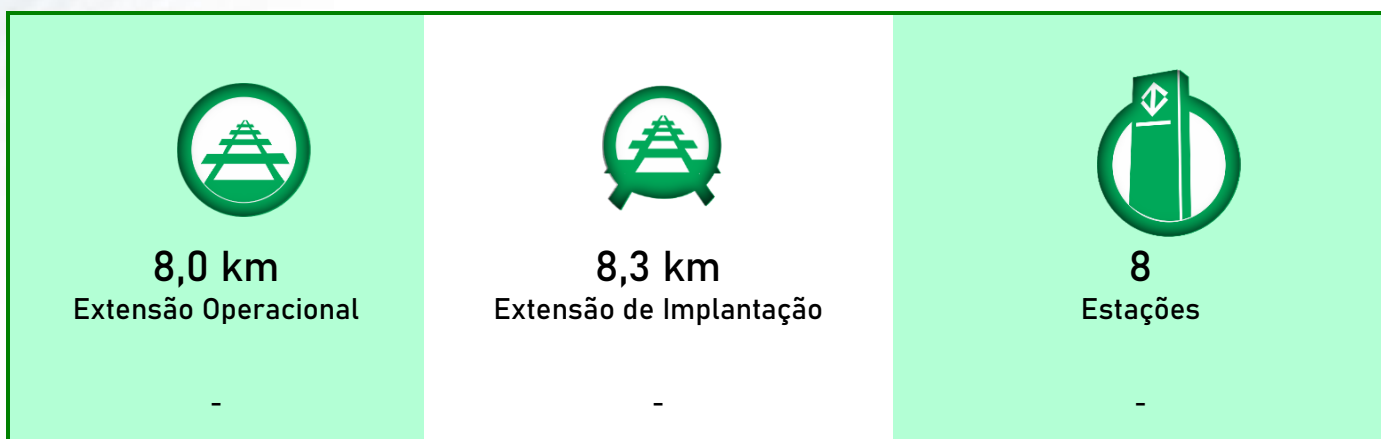 8,0 km
Extensão Operacional
-
8,3 km
Extensão de Implantação
-
8
Estações
-